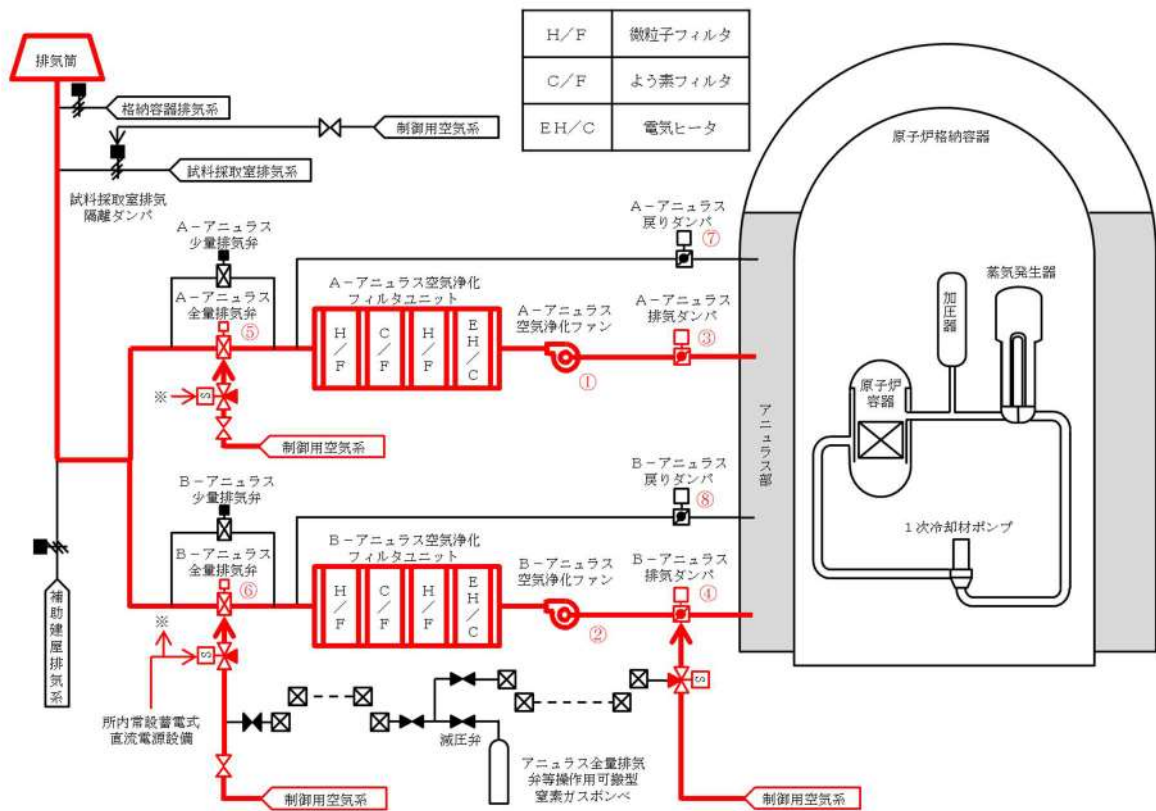 H/F 微粒子フィルタ
C/F よう素フィルタ
EH/C 電気ヒータ
排気筒
格納容器排気系
制御用空気系
試料採取室排気系
試料採取室排気
隔離ダンパ
原子炉格納容器
A-アニュラス
少量排気弁
A-アニュラス
戻りダンパ
⑦
A-アニュラス
全量排気弁
⑤
A-アニュラス空気浄化
フィルタユニット
H/F
C/F
H/F
EH/C
A-アニュラス
空気浄化ファン
①
A-アニュラス
排気ダンパ
③
※
S
制御用空気系
蒸気発生器
加圧器
原子炉
容器
アニュラス部
1次冷却材ポンプ
B-アニュラス
少量排気弁
B-アニュラス
戻りダンパ
⑧
B-アニュラス
全量排気弁
⑥
B-アニュラス空気浄化
フィルタユニット
H/F
C/F
H/F
EH/C
B-アニュラス
空気浄化ファン
②
B-アニュラス
排気ダンパ
④
補助建屋排気系
※
S
S
所内常設蓄電式
直流電源設備
減圧弁
アニュラス全量排気
弁等操作用可搬型
窒素ガスボンベ
制御用空気系
制御用空気系